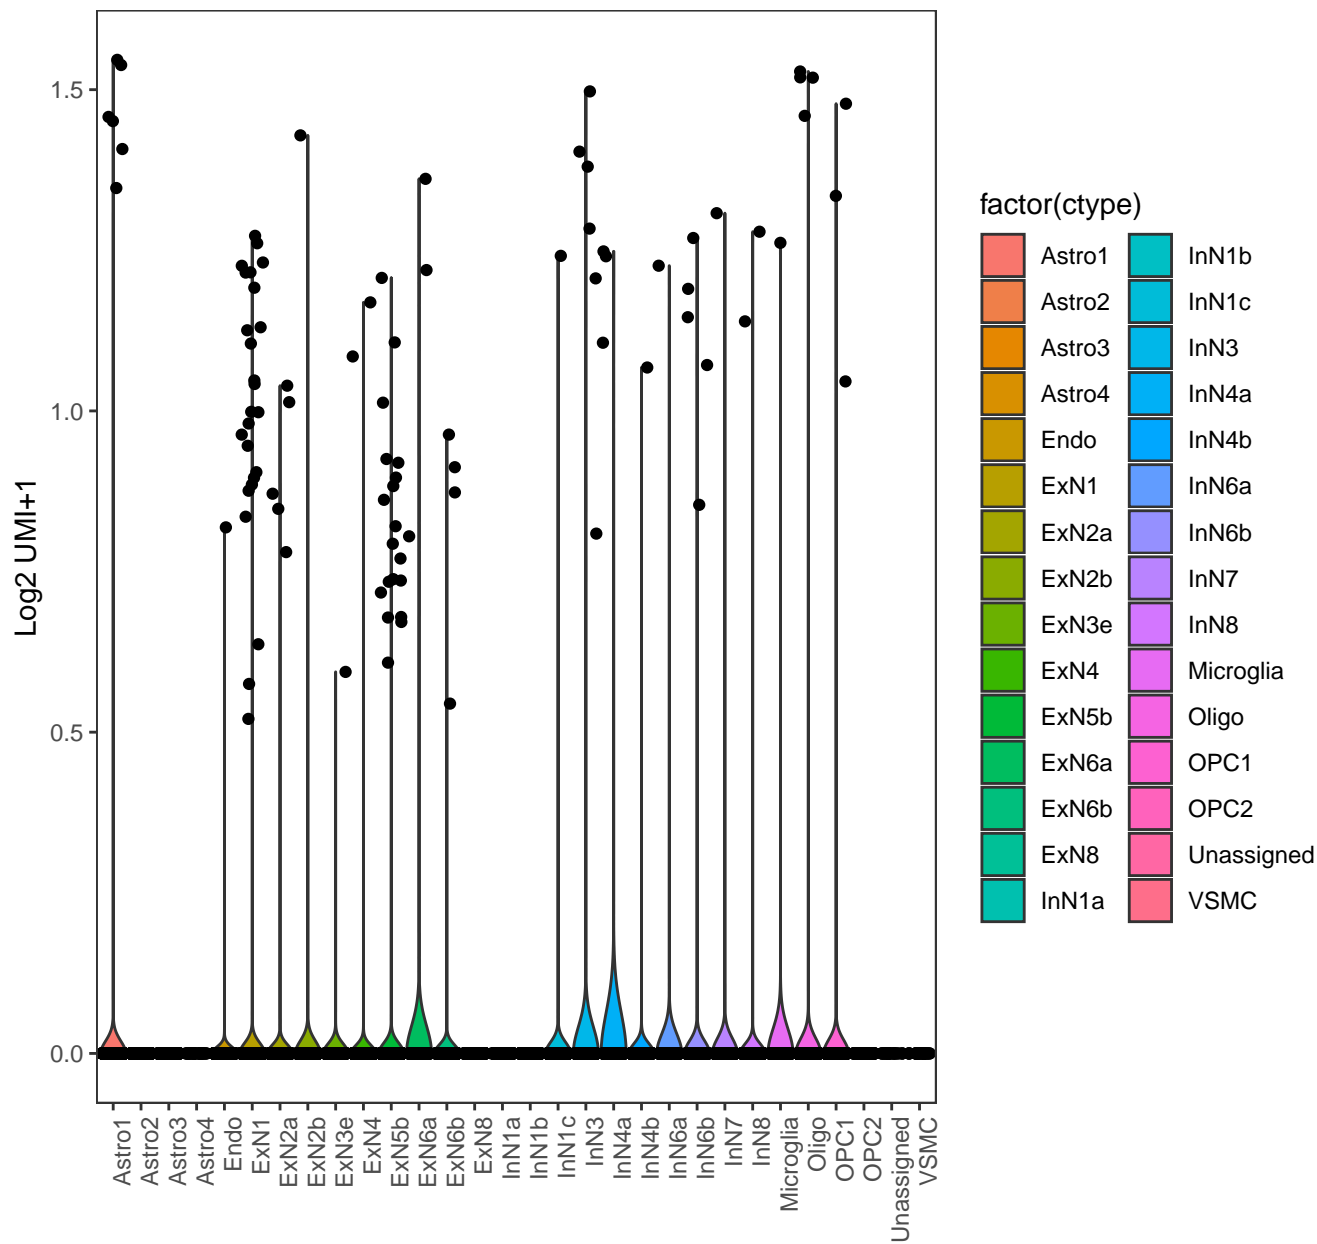 Log2 UMI+1
1.5
1.0
0.5
0.0
Astro1
Astro2
Astro3
Astro4
Endo
ExN1
ExN2a
ExN2b
ExN3e
ExN4
ExN5b
ExN6a
ExN6b
ExN8
InN1a
InN1b
InN1c
InN3
InN4a
InN4b
InN6a
InN6b
InN7
InN8
Microglia
Oligo
OPC1
OPC2
Unassigned
VSMC
factor(ctype)
Astro1
Astro2
Astro3
Astro4
Endo
ExN1
ExN2a
ExN2b
ExN3e
ExN4
ExN5b
ExN6a
ExN6b
ExN8
InN1a
InN1b
InN1c
InN3
InN4a
InN4b
InN6a
InN6b
InN7
InN8
Microglia
Oligo
OPC1
OPC2
Unassigned
VSMC